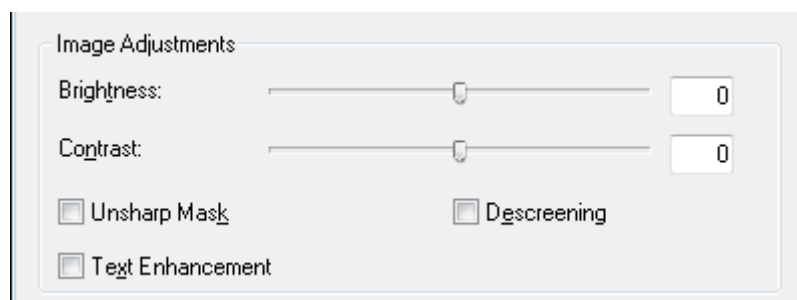 Image Adjustments
Brightness: 0
Contrast: 0
Unsharp Mask Descreening
Text Enhancement